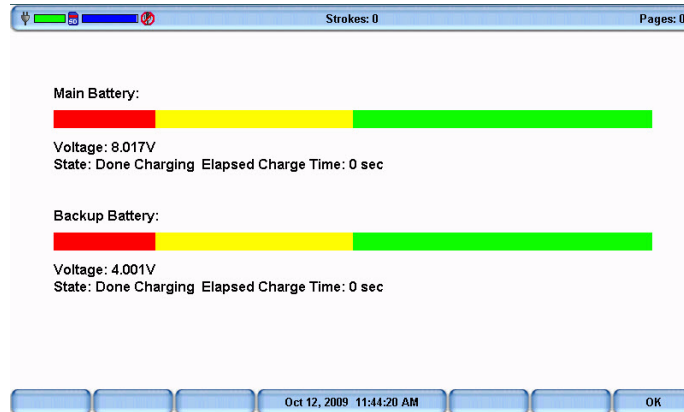 SD Strokes: 0 Pages: 0
Main Battery:
Voltage: 8.017V
State: Done Charging Elapsed Charge Time: 0 sec
Backup Battery:
Voltage: 4.001V
State: Done Charging Elapsed Charge Time: 0 sec
Oct 12, 2009 11:44:20 AM OK